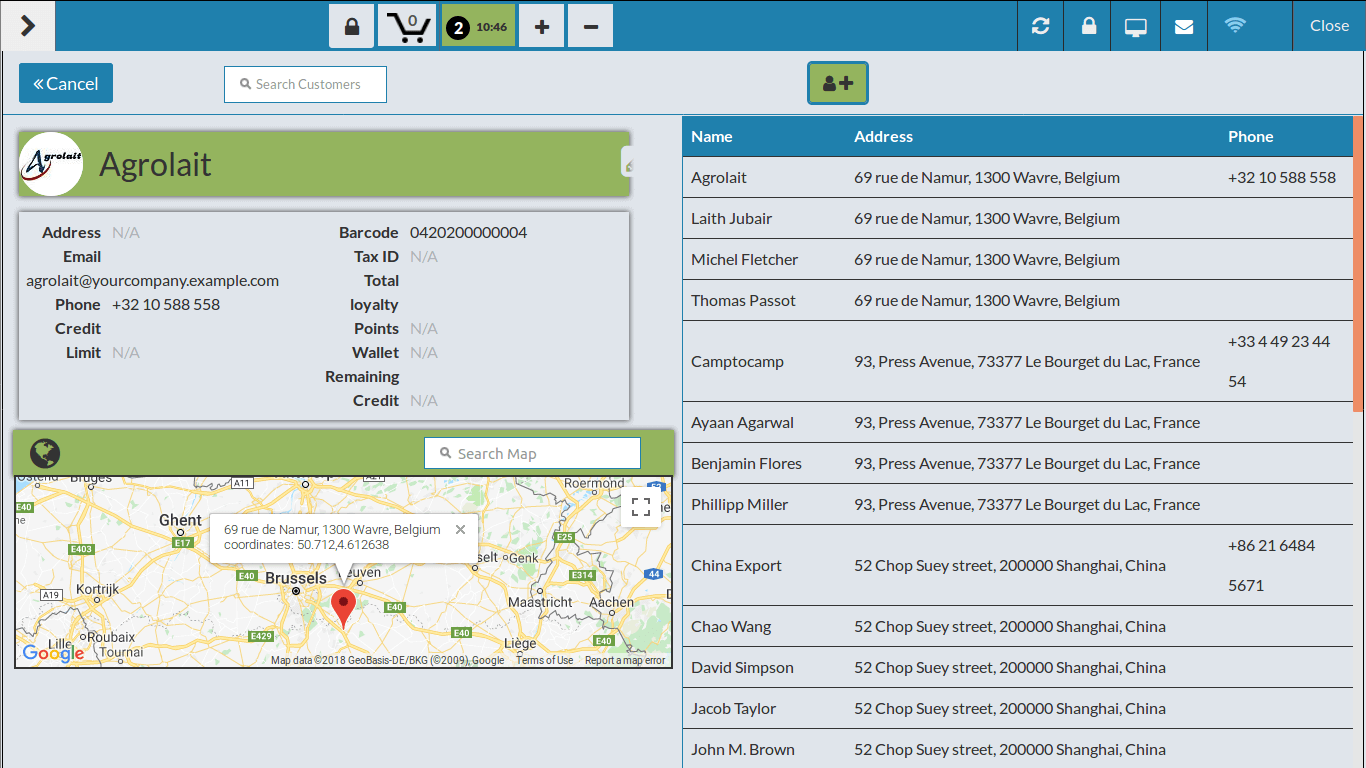 0
2 10:46
Close
Cancel
Search Customers
Agrolait
Agrolait
Address N/A
Email
agrolait@yourcompany.example.com
Phone +32 10 588 558
Credit
Limit N/A
Barcode 0420200000004
Tax ID N/A
Total
loyalty
Points N/A
Wallet N/A
Remaining
Credit N/A
Search Map
A11
Roermond
E40
Ghent
E17
E403
69 rue de Namur, 1300 Wavre, Belgium
coordinates: 50.712,4.612638
E25
Genk
E40
Brussels
E314
44
Kortrijk
A19
Maastricht
Aachen
E40
Roubaix
Lille
E429
E40
Liège
E40
Tournai
Google
Map data ©2018 GeoBasis-DE/BKG (©2009), Google
Terms of Use
Report a map error
Name Address Phone
Agrolait 69 rue de Namur, 1300 Wavre, Belgium +32 10 588 558
Laith Jubair 69 rue de Namur, 1300 Wavre, Belgium
Michel Fletcher 69 rue de Namur, 1300 Wavre, Belgium
Thomas Passot 69 rue de Namur, 1300 Wavre, Belgium
Camptocamp 93, Press Avenue, 73377 Le Bourget du Lac, France +33 4 49 23 44
54
Ayaan Agarwal 93, Press Avenue, 73377 Le Bourget du Lac, France
Benjamin Flores 93, Press Avenue, 73377 Le Bourget du Lac, France
Phillipp Miller 93, Press Avenue, 73377 Le Bourget du Lac, France
China Export 52 Chop Suey street, 200000 Shanghai, China +86 21 6484
5671
Chao Wang 52 Chop Suey street, 200000 Shanghai, China
David Simpson 52 Chop Suey street, 200000 Shanghai, China
Jacob Taylor 52 Chop Suey street, 200000 Shanghai, China
John M. Brown 52 Chop Suey street, 200000 Shanghai, China